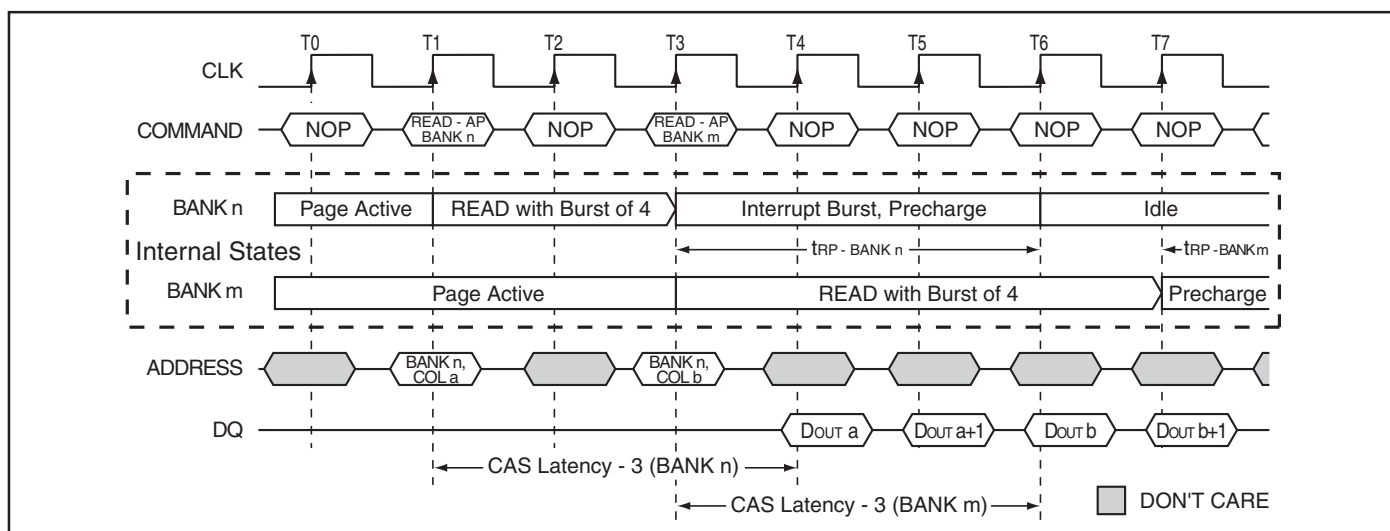 T0 T1 T2 T3 T4 T5 T6 T7
CLK
COMMAND NOP READ - AP BANK n NOP READ - AP BANK m NOP NOP NOP NOP
BANK n Page Active READ with Burst of 4 Interrupt Burst, Precharge Idle
Internal States tRP - BANK n tRP - BANK m
BANK m Page Active READ with Burst of 4 Precharge
ADDRESS BANK n, COL a BANK n, COL b
DQ DOUT a DOUT a+1 DOUT b DOUT b+1
CAS Latency - 3 (BANK n)
CAS Latency - 3 (BANK m) DON'T CARE